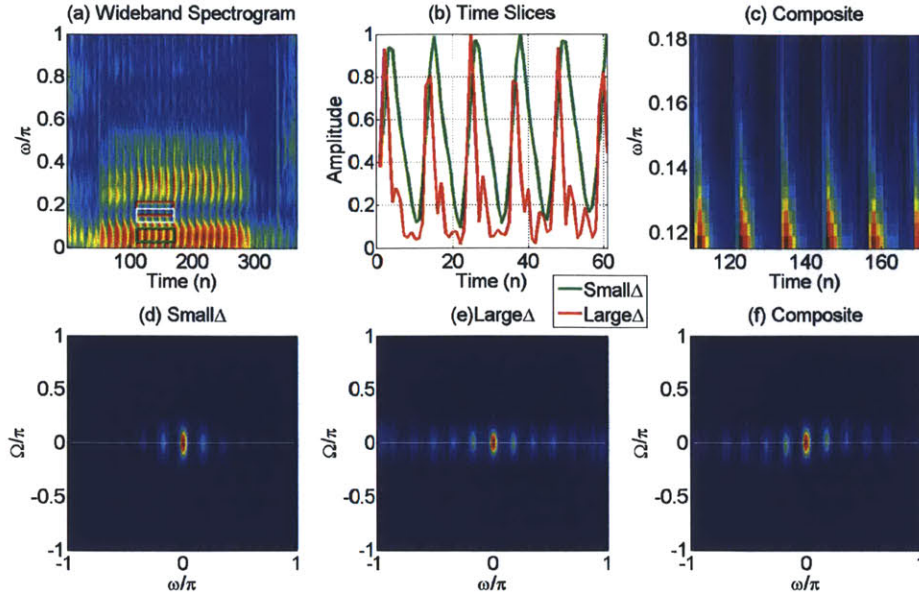 (a) Wideband Spectrogram
(b) Time Slices
(c) Composite
1
0.8
0.6
0.4
0.2
0
ω/π
100 200 300
Time (n)
1
0.8
0.6
0.4
0.2
0
Amplitude
0 20 40 60
Time (n)
0.18
0.16
0.14
0.12
ω/π
120 140 160
Time (n)
SmallΔ
LargeΔ
(d) SmallΔ
(e)LargeΔ
(f) Composite
1
0.5
0
-0.5
-1
Ω/π
-1 0 1
ω/π
1
0.5
0
-0.5
-1
Ω/π
-1 0 1
ω/π
1
0.5
0
-0.5
-1
Ω/π
-1 0 1
ω/π